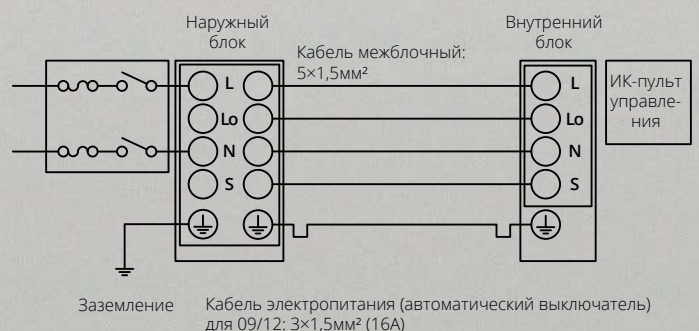 Наружный
блок
Внутренний
блок
Кабель межблочный:
5×1,5мм²
L
Lo
N
S
L
Lo
N
S
ИК-пульт
управле-
ния
Заземление
Кабель электропитания (автоматический выключатель)
для 09/12: 3×1,5мм² (16А)